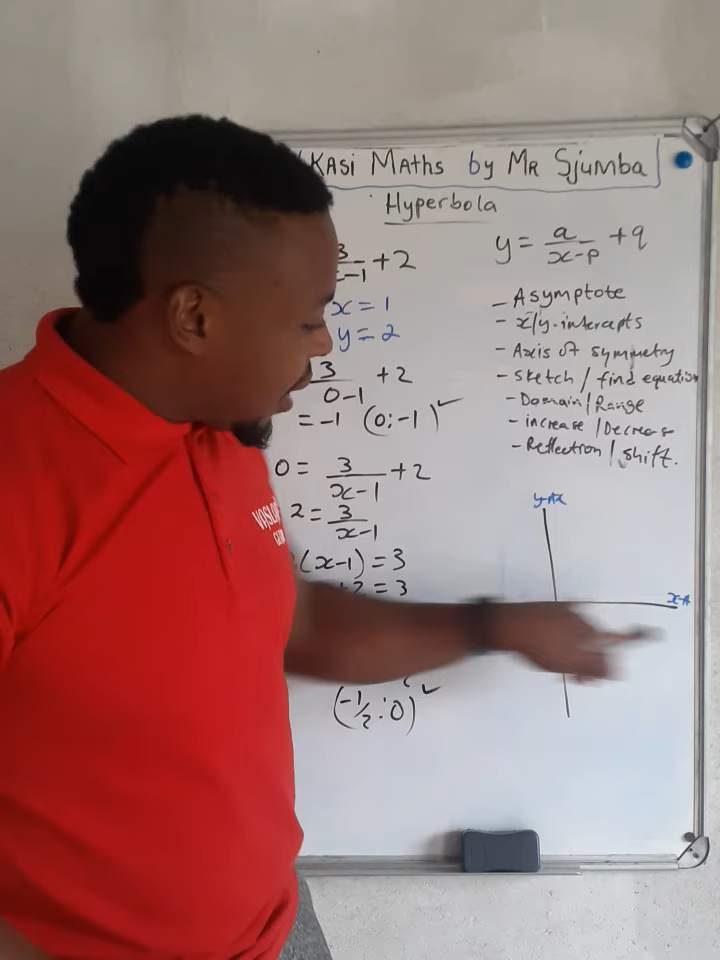 Kasi Maths by Mr Sjumba
Hyperbola
3/x-1 + 2
x = 1
y = 2
3/0-1 + 2
= -1 (0;-1) ✓
0 = 3/x-1 + 2
2 = 3/x-1
(x-1) = 3
+2 = 3
(-1/2;0) ✓
y = a/x-p + q
- Asymptote
- x/y-intercepts
- Axis of symmetry
- Sketch / find equation
- Domain/Range
- increase / Decrease
- Reflection / shift.
y-Ax
x-A